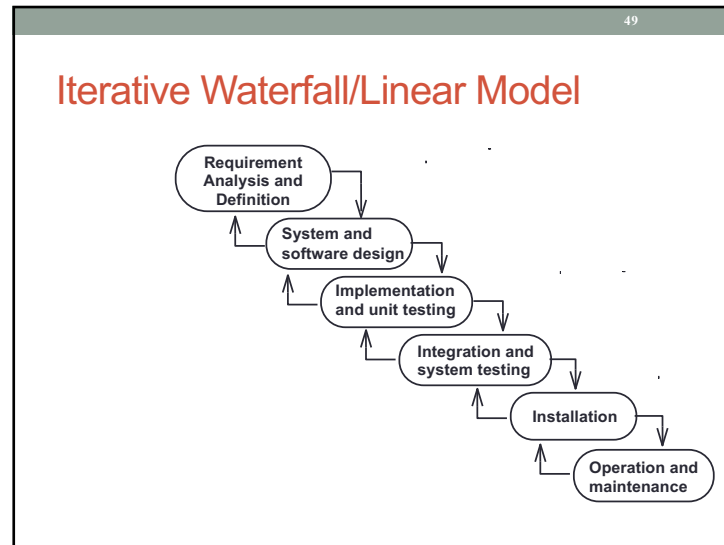 49
Iterative Waterfall/Linear Model
Requirement
Analysis and
Definition
System and
software design
Implementation
and unit testing
Integration and
system testing
Installation
Operation and
maintenance